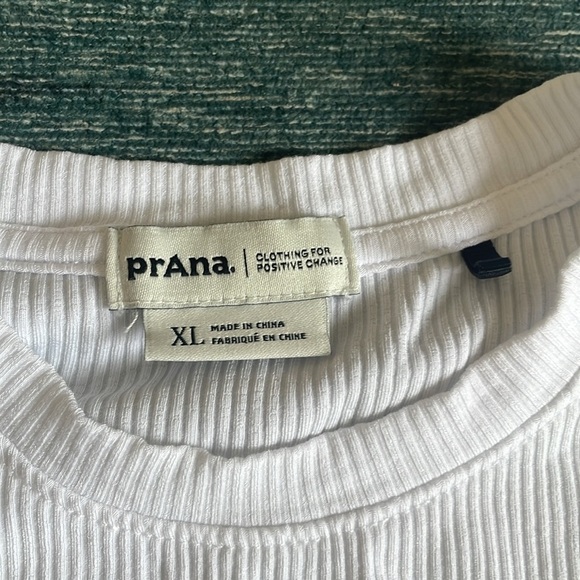 prAna. | CLOTHING FOR
POSITIVE CHANGE
XL MADE IN CHINA
FABRIQUÉ EN CHINE